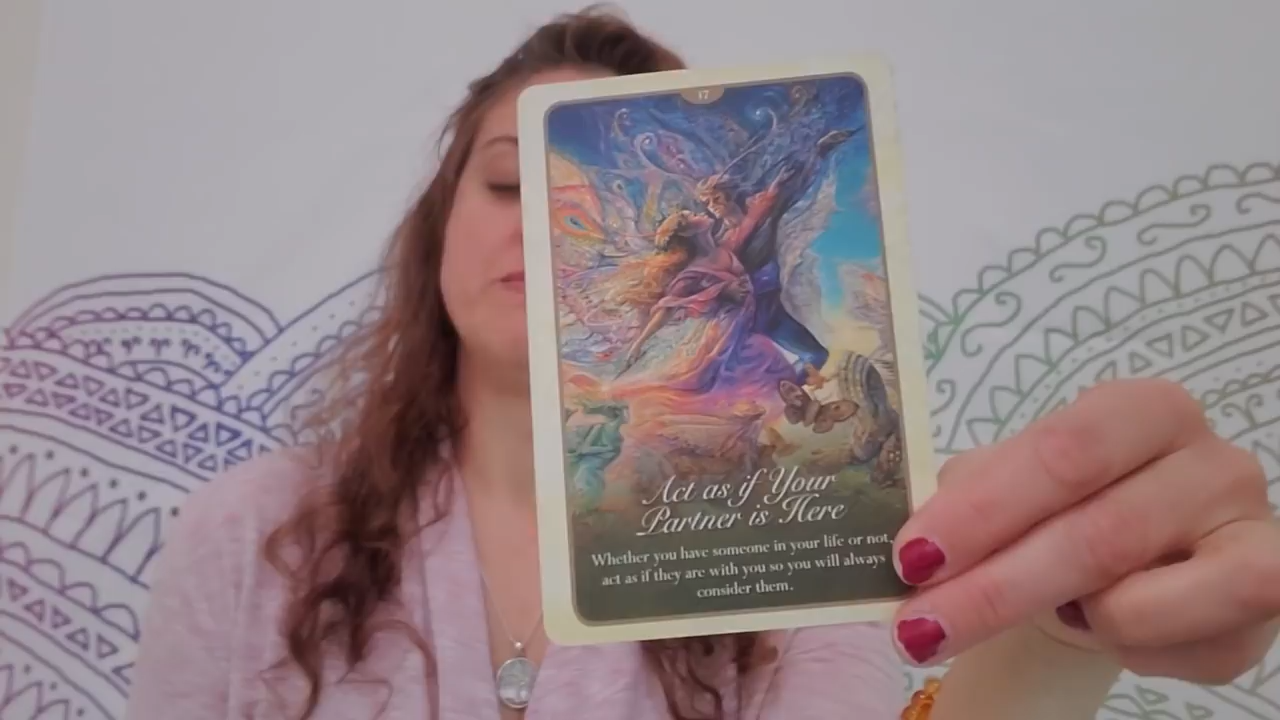 17
Act as if Your
Partner is Here
Whether you have someone in your life or not,
act as if they are with you so you will always
consider them.